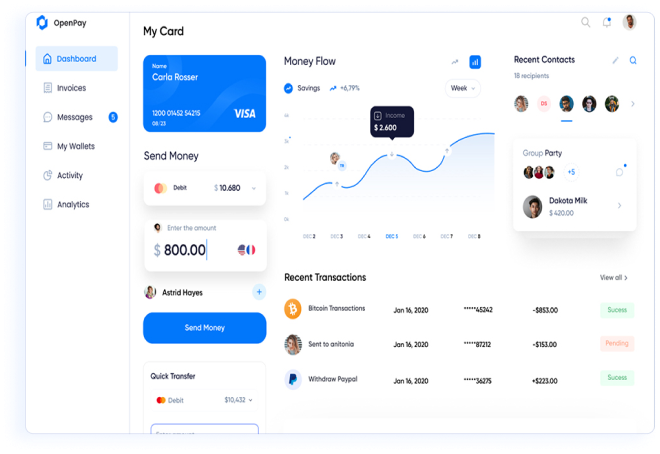 OpenPay
Dashboard
Invoices
Messages 5
My Wallets
Activity
Analytics
My Card
Name
Carla Rosser
1200 01452 54215
08/23
VISA
Send Money
Debit $10.680
Enter the amount
$800.00
Astrid Hayes +
Send Money
Quick Transfer
Debit $10,432
Money Flow
Savings +6,79% Week
Income
$2.600
4k
3k
2k
1k
0k
DEC 2 DEC 3 DEC 4 DEC 5 DEC 6 DEC 7 DEC 8
Recent Contacts
18 recipients
DS
Group Party
+5
Dakota Milk
$ 420.00
Recent Transactions View all >
Bitcoin Transactions Jan 16, 2020 *****45242 -$853.00 Sucess
Sent to anitonia Jan 16, 2020 *****87212 -$153.00 Pending
Withdraw Paypal Jan 16, 2020 *****36275 +$223.00 Sucess